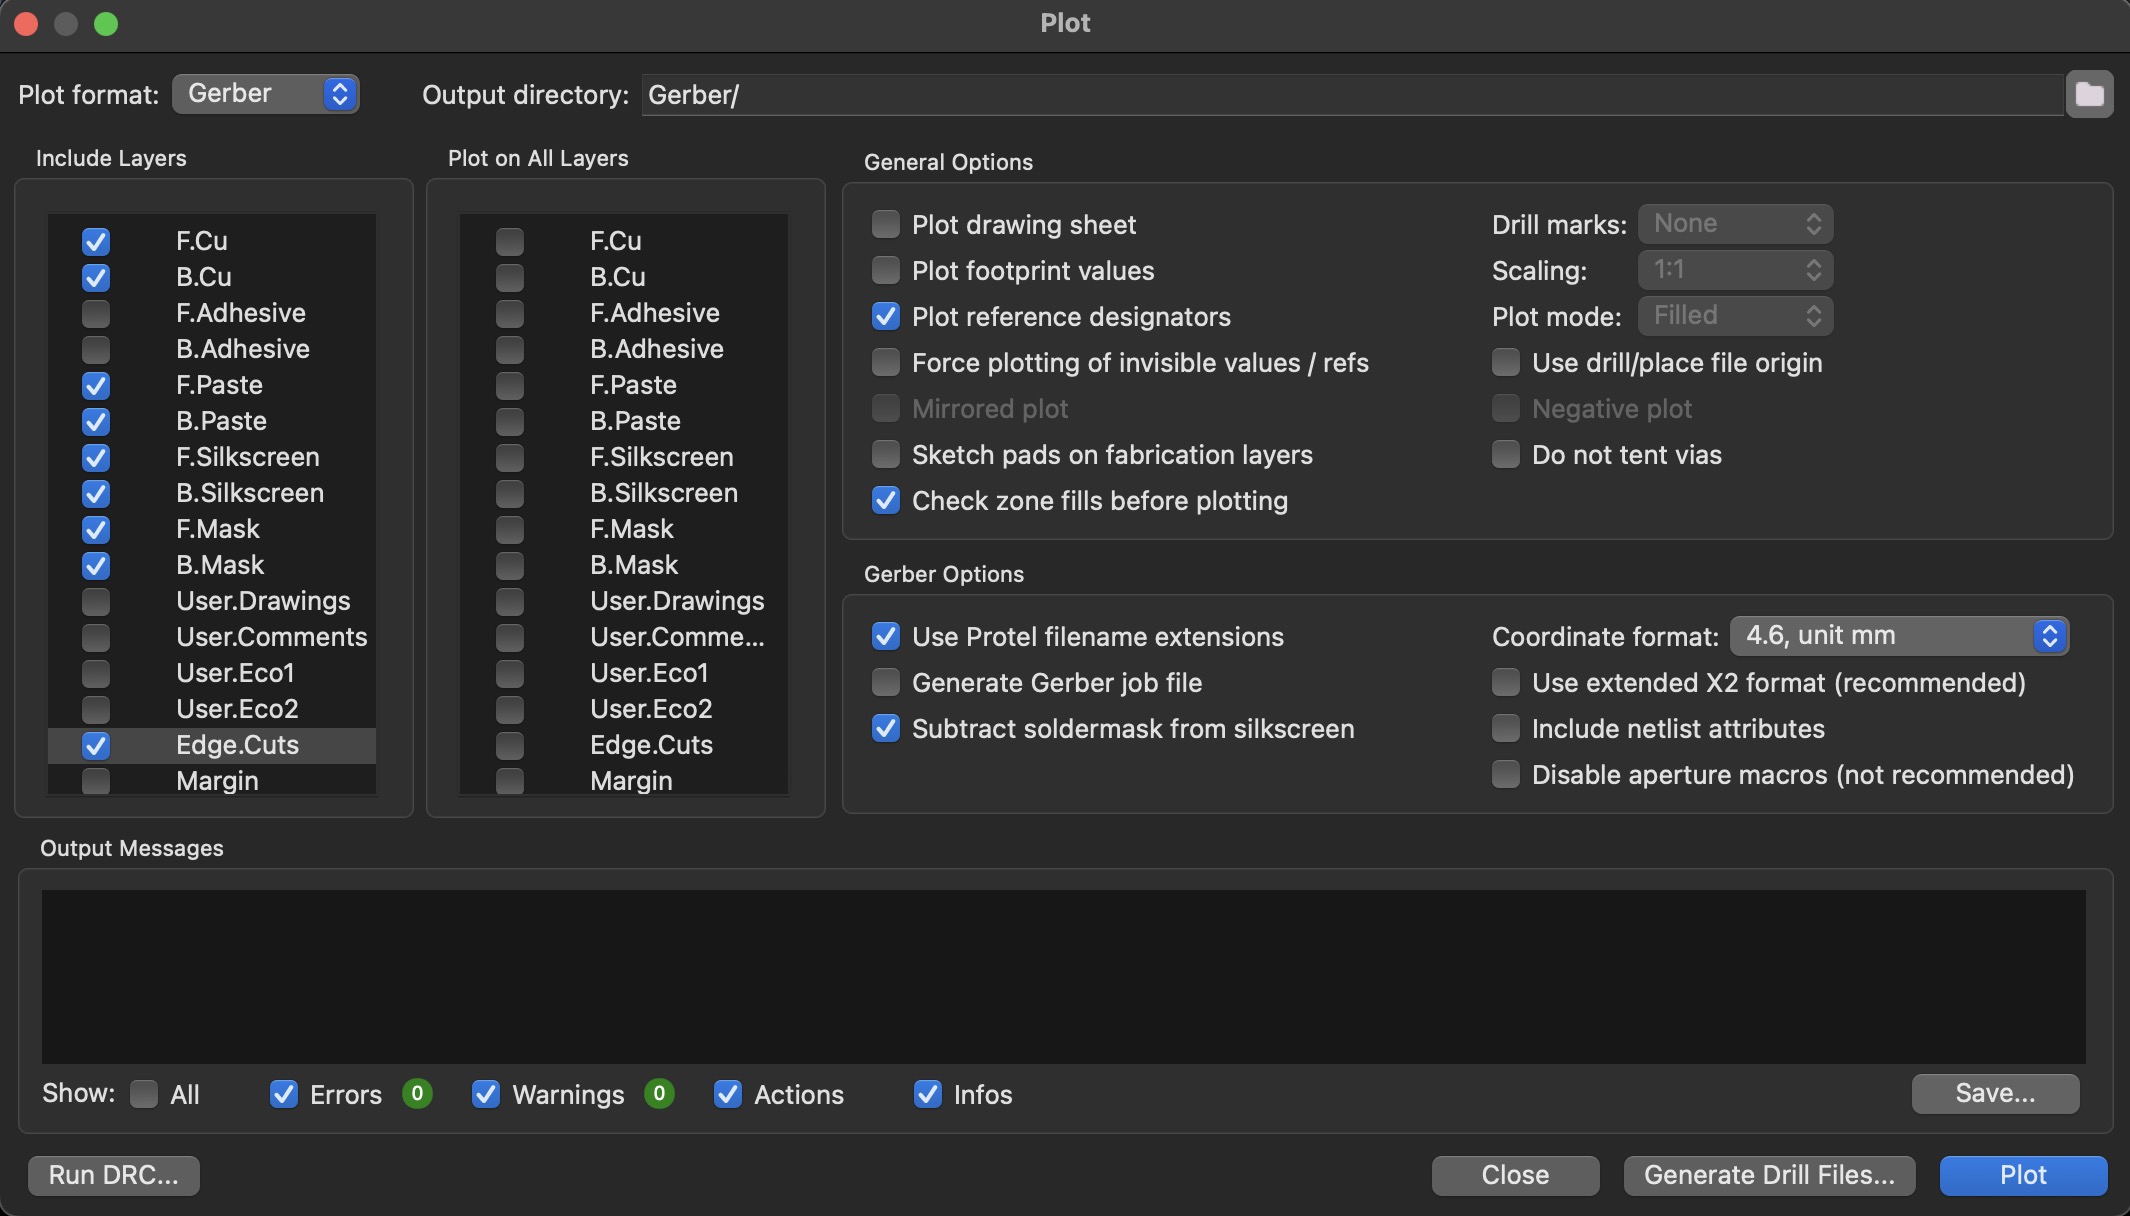 Plot
Plot format: Gerber Output directory: Gerber/
Include Layers
F.Cu
B.Cu
F.Adhesive
B.Adhesive
F.Paste
B.Paste
F.Silkscreen
B.Silkscreen
F.Mask
B.Mask
User.Drawings
User.Comments
User.Eco1
User.Eco2
Edge.Cuts
Margin
Plot on All Layers
F.Cu
B.Cu
F.Adhesive
B.Adhesive
F.Paste
B.Paste
F.Silkscreen
B.Silkscreen
F.Mask
B.Mask
User.Drawings
User.Comme...
User.Eco1
User.Eco2
Edge.Cuts
Margin
General Options
Plot drawing sheet
Plot footprint values
Plot reference designators
Force plotting of invisible values / refs
Mirrored plot
Sketch pads on fabrication layers
Check zone fills before plotting
Drill marks: None
Scaling: 1:1
Plot mode: Filled
Use drill/place file origin
Negative plot
Do not tent vias
Gerber Options
Use Protel filename extensions
Generate Gerber job file
Subtract soldermask from silkscreen
Coordinate format: 4.6, unit mm
Use extended X2 format (recommended)
Include netlist attributes
Disable aperture macros (not recommended)
Output Messages
Show: All Errors 0 Warnings 0 Actions Infos Save...
Run DRC... Close Generate Drill Files... Plot